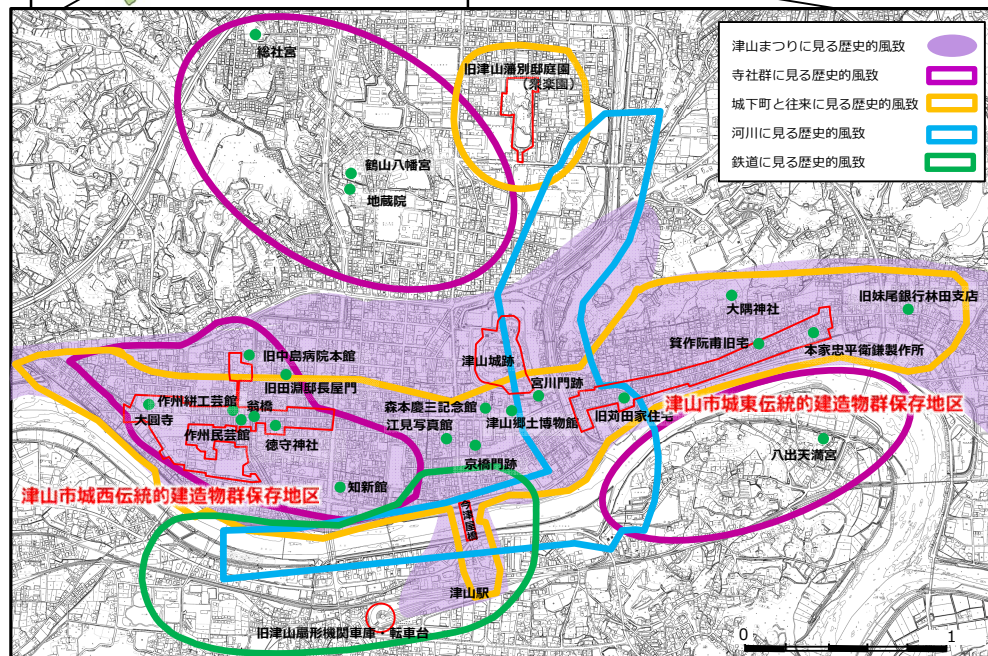 総社宮
旧津山藩別邸庭園
(衆楽園)
津山まつりに見る歴史的風致
寺社群に見る歴史的風致
城下町と往来に見る歴史的風致
河川に見る歴史的風致
鉄道に見る歴史的風致
鶴山八幡宮
地蔵院
大隅神社
旧妹尾銀行林田支店
箕作阮甫旧宅
本家忠平衛鎌製作所
旧中島病院本館
津山城跡
旧田淵邸長屋門
宮川門跡
作州絣工芸館
翁橋
森本慶三記念館
津山郷土博物館
旧苅田家住宅
津山市城東伝統的建造物群保存地区
大圓寺
作州民芸館
徳守神社
江見写真館
京橋門跡
八出天満宮
知新館
津山市城西伝統的建造物群保存地区
今津屋橋
津山駅
旧津山扇形機関車庫・転車台
0
1